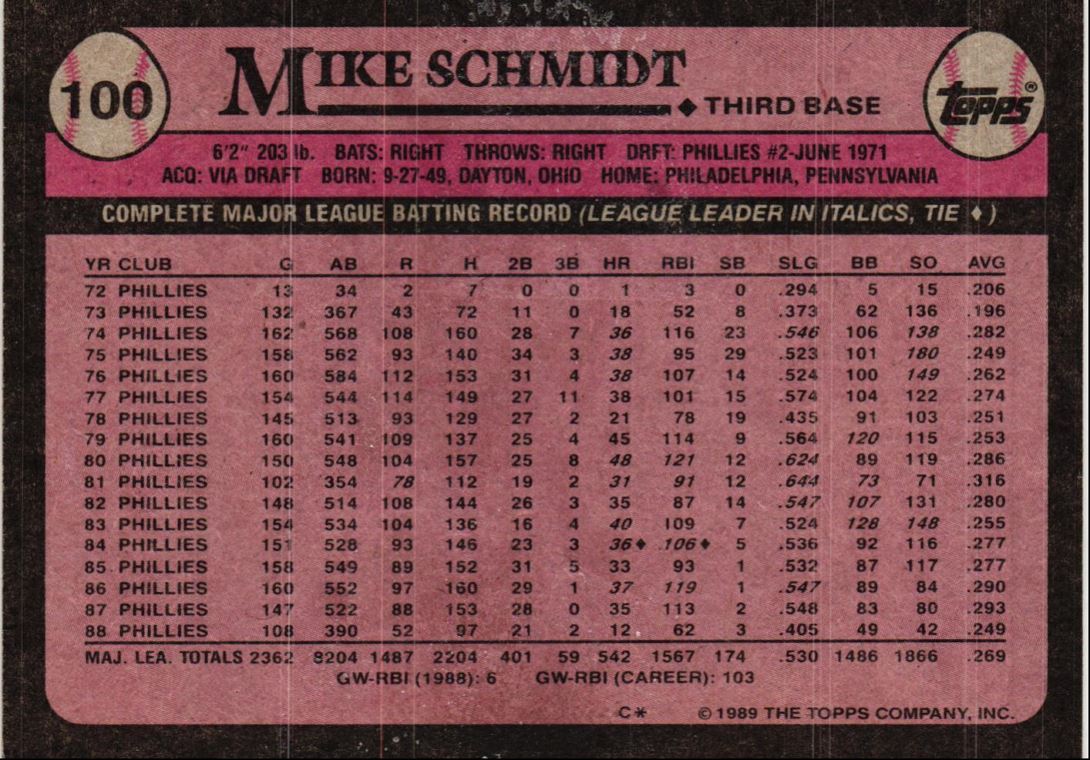 100
MIKE SCHMIDT
◆ THIRD BASE
topps®
6'2" 203 lb. BATS: RIGHT THROWS: RIGHT DRFT: PHILLIES #2-JUNE 1971
ACQ: VIA DRAFT BORN: 9-27-49, DAYTON, OHIO HOME: PHILADELPHIA, PENNSYLVANIA
COMPLETE MAJOR LEAGUE BATTING RECORD (LEAGUE LEADER IN ITALICS, TIE ♦)
YR CLUB G AB R H 2B 3B HR RBI SB SLG BB SO AVG
72 PHILLIES 13 34 2 7 0 0 1 3 0 .294 5 15 .206
73 PHILLIES 132 367 43 72 11 0 18 52 8 .373 62 136 .196
74 PHILLIES 162 568 108 160 28 7 36 116 23 .546 106 138 .282
75 PHILLIES 158 562 93 140 34 3 38 95 29 .523 101 180 .249
76 PHILLIES 160 584 112 153 31 4 38 107 14 .524 100 149 .262
77 PHILLIES 154 544 114 149 27 11 38 101 15 .574 104 122 .274
78 PHILLIES 145 513 93 129 27 2 21 78 19 .435 91 103 .251
79 PHILLIES 160 541 109 137 25 4 45 114 9 .564 120 115 .253
80 PHILLIES 150 548 104 157 25 8 48 121 12 .624 89 119 .286
81 PHILLIES 102 354 78 112 19 2 31 91 12 .644 73 71 .316
82 PHILLIES 148 514 108 144 26 3 35 87 14 .547 107 131 .280
83 PHILLIES 154 534 104 136 16 4 40 109 7 .524 128 148 .255
84 PHILLIES 151 528 93 146 23 3 36♦ 106♦ 5 .536 92 116 .277
85 PHILLIES 158 549 89 152 31 5 33 93 1 .532 87 117 .277
86 PHILLIES 160 552 97 160 29 1 37 119 1 .547 89 84 .290
87 PHILLIES 147 522 88 153 28 0 35 113 2 .548 83 80 .293
88 PHILLIES 108 390 52 97 21 2 12 62 3 .405 49 42 .249
MAJ. LEA. TOTALS 2362 8204 1487 2204 401 59 542 1567 174 .530 1486 1866 .269
GW-RBI (1988): 6 GW-RBI (CAREER): 103
C* © 1989 THE TOPPS COMPANY, INC.